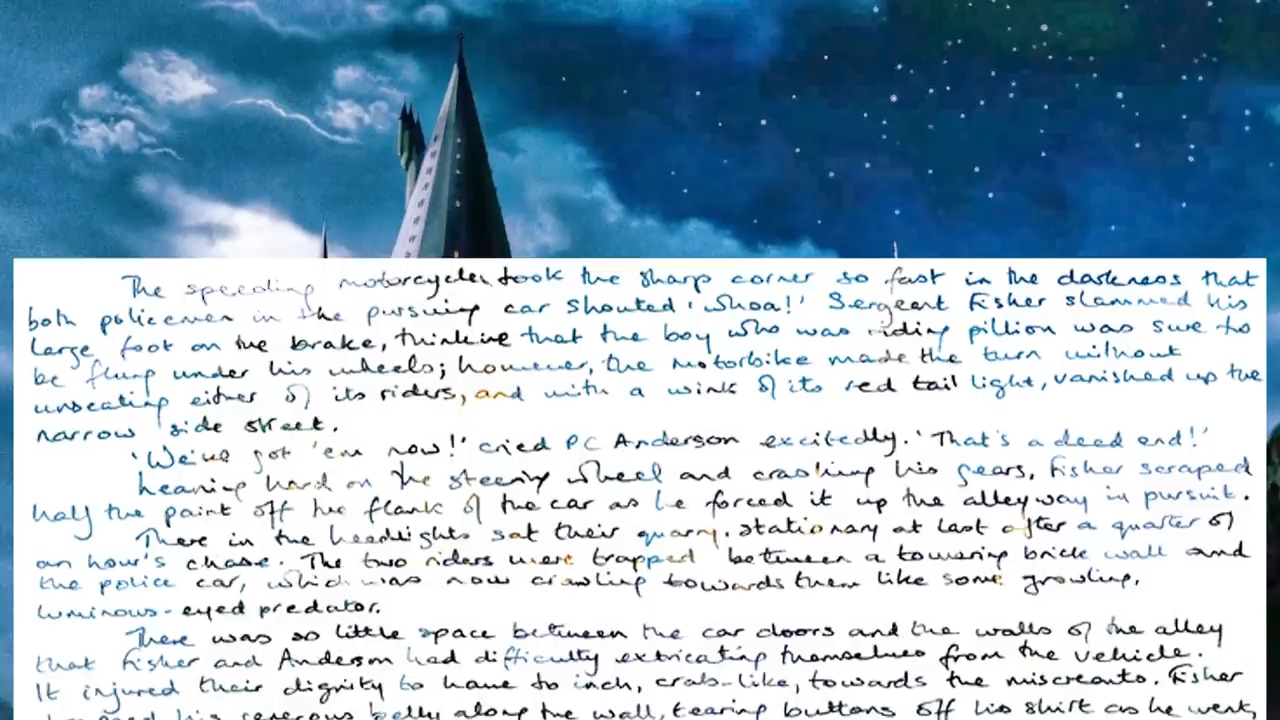 The speeding motorcycle took the sharp corner so fast in the darkness that
both policemen in the pursuing car shouted 'whoa!' Sergeant Fisher slammed his
large foot on the brake, thinking that the boy who was riding pillion was sure to
be flung under his wheels; however, the motorbike made the turn without
unseating either of its riders, and with a wink of its red tail light, vanished up the
narrow side street.
'We've got 'em now!' cried PC Anderson excitedly. 'That's a dead end!'
Leaning hard on the steering wheel and crashing his gears, Fisher scraped
half the paint off the flank of the car as he forced it up the alleyway in pursuit.
There in the headlights sat their quarry, stationary at last after a quarter of
an hour's chase. The two riders were trapped between a towering brick wall and
the police car, which was now crawling towards them like some growling,
luminous-eyed predator.
There was so little space between the car doors and the walls of the alley
that Fisher and Anderson had difficulty extricating themselves from the vehicle.
It injured their dignity to have to inch, crab-like, towards the miscreants. Fisher
dragged his generous belly along the wall, tearing buttons off his shirt as he went,